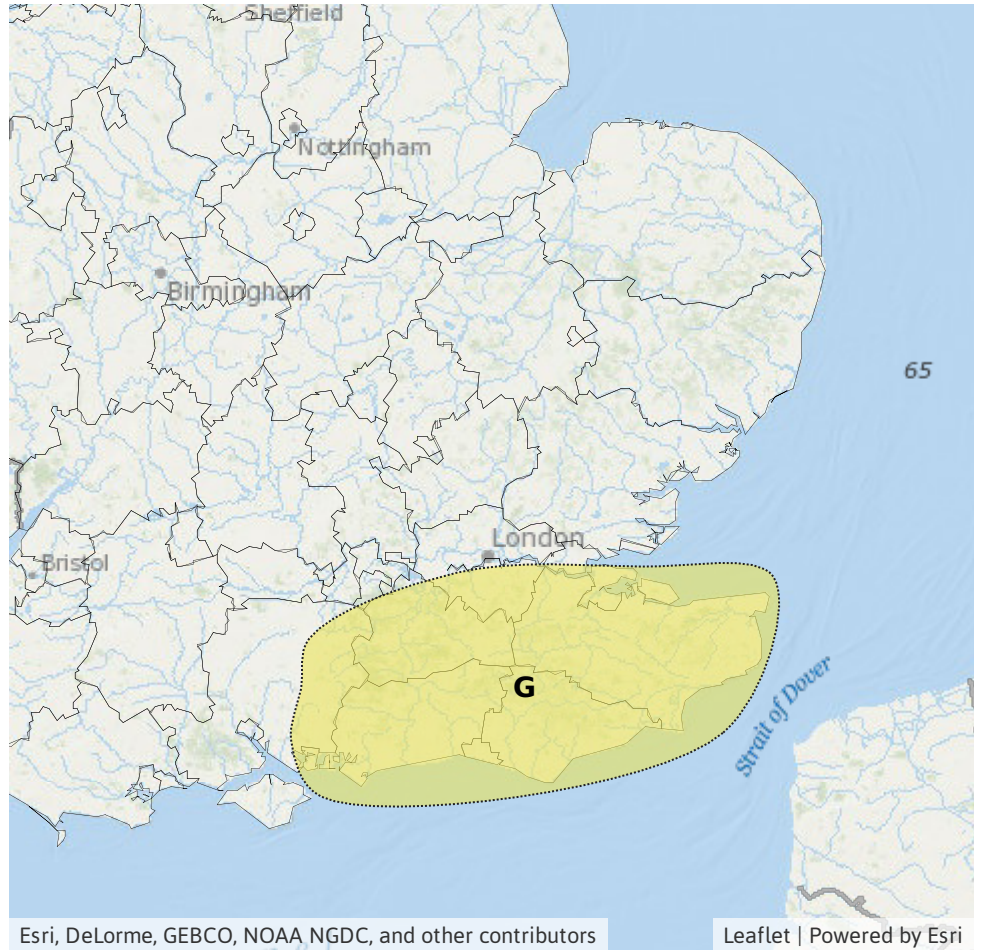 Sheffield
Nottingham
Birmingham
65
London
Bristol
G
Strait of Dover
Esri, DeLorme, GEBCO, NOAA NGDC, and other contributors
Leaflet | Powered by Esri